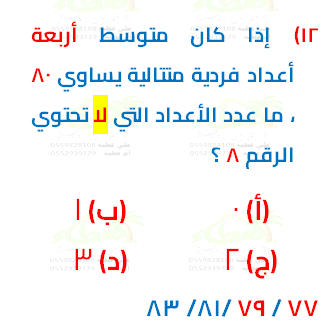 ١٢) إذا كان متوسط أربعة
أعداد فردية متتالية يساوي ٨٠
، ما عدد الأعداد التي لا تحتوي
الرقم ٨ ؟
(أ) ٠ (ب) ١
(ج) ٢ (د) ٣
٧٧ / ٧٩ /٨١/ ٨٣